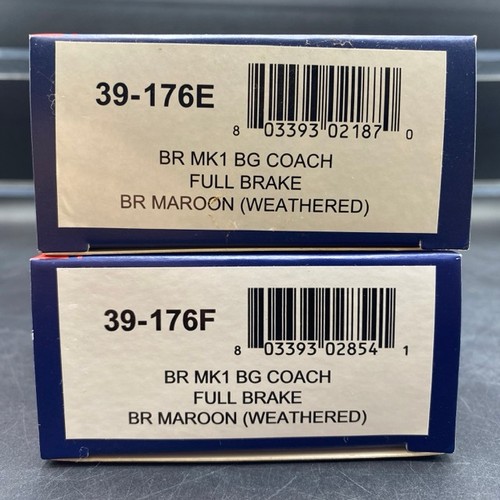 39-176E
8 03393 02187 0
BR MK1 BG COACH
FULL BRAKE
BR MAROON (WEATHERED)
39-176F
8 03393 02854 1
BR MK1 BG COACH
FULL BRAKE
BR MAROON (WEATHERED)